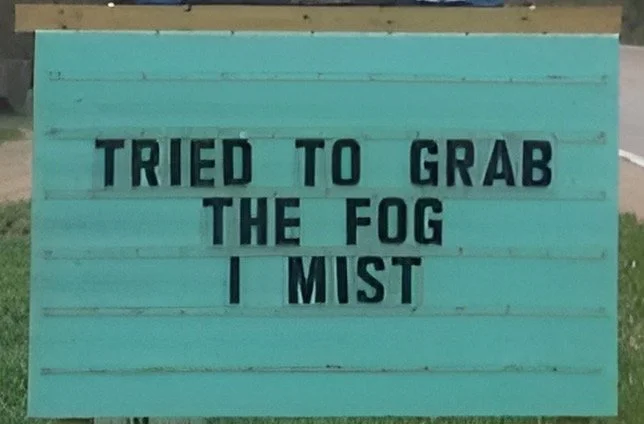 TRIED TO GRAB
THE FOG
I MIST